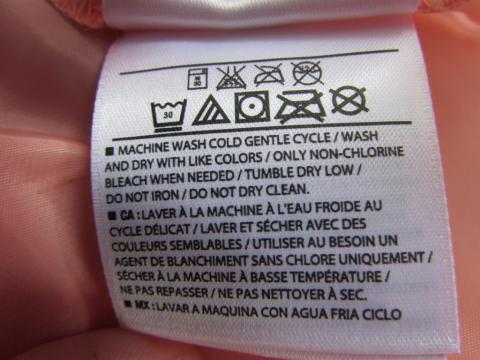 30
■ MACHINE WASH COLD GENTLE CYCLE / WASH
AND DRY WITH LIKE COLORS / ONLY NON-CHLORINE
BLEACH WHEN NEEDED / TUMBLE DRY LOW /
DO NOT IRON / DO NOT DRY CLEAN.
■ CA : LAVER À LA MACHINE À L'EAU FROIDE AU
CYCLE DÉLICAT / LAVER ET SÉCHER AVEC DES
COULEURS SEMBLABLES / UTILISER AU BESOIN UN
AGENT DE BLANCHIMENT SANS CHLORE UNIQUEMENT /
SÉCHER À LA MACHINE À BASSE TEMPÉRATURE /
NE PAS REPASSER / NE PAS NETTOYER À SEC.
■ MX : LAVAR A MAQUINA CON AGUA FRIA CICLO